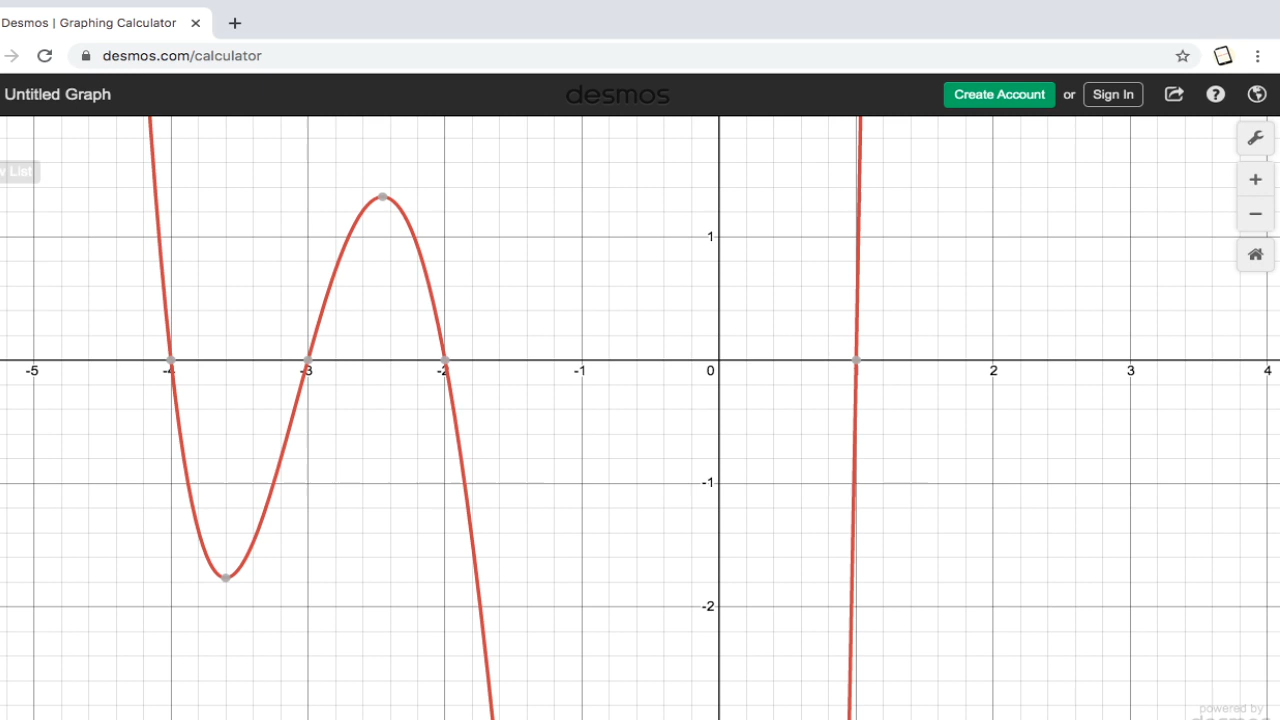 Desmos | Graphing Calculator
desmos.com/calculator
Untitled Graph desmos Create Account or Sign In
List
1
-5 -4 -3 -2 -1 0 2 3 4
-1
-2
powered by